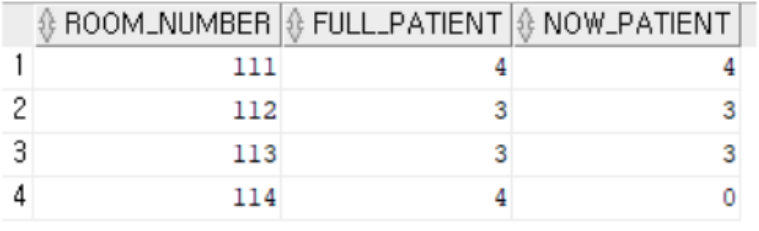 ROOM_NUMBER FULL_PATIENT NOW_PATIENT
1 111 4 4
2 112 3 3
3 113 3 3
4 114 4 0